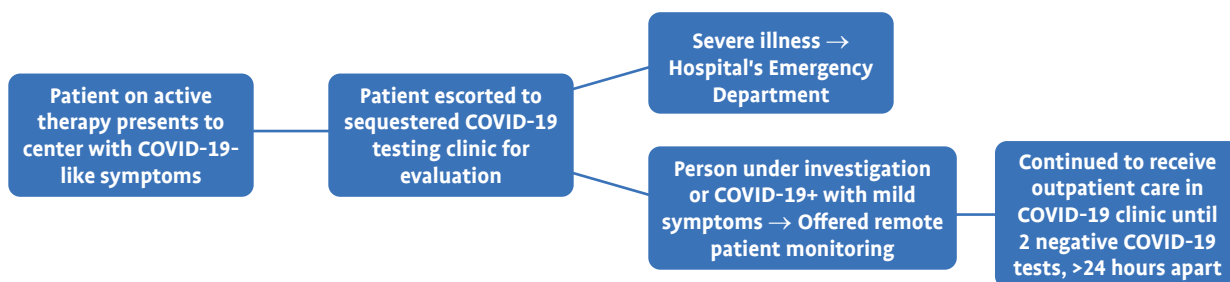 Patient on active
therapy presents to
center with COVID-19-
like symptoms
Patient escorted to
sequestered COVID-19
testing clinic for
evaluation
Severe illness →
Hospital's Emergency
Department
Person under investigation
or COVID-19+ with mild
symptoms → Offered remote
patient monitoring
Continued to receive
outpatient care in
COVID-19 clinic until
2 negative COVID-19
tests, >24 hours apart